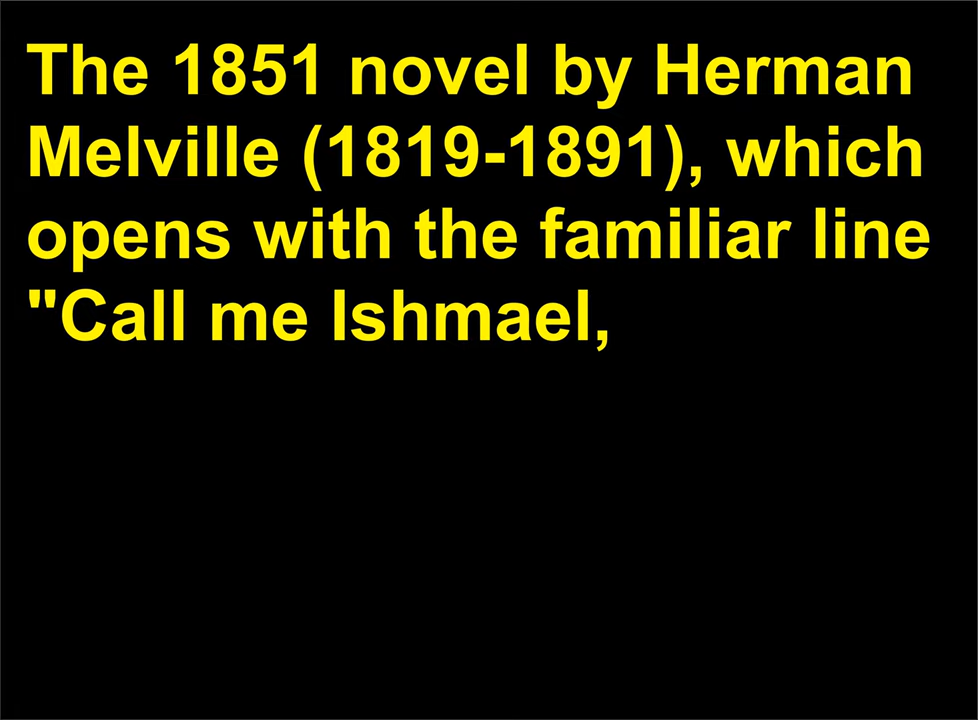 The 1851 novel by Herman
Melville (1819-1891), which
opens with the familiar line
"Call me Ishmael,